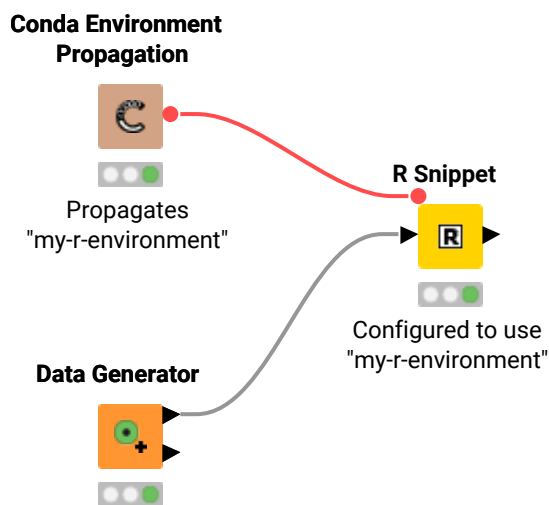 Conda Environment
Propagation
C
Propagates
"my-r-environment"
R Snippet
R
Configured to use
"my-r-environment"
Data Generator